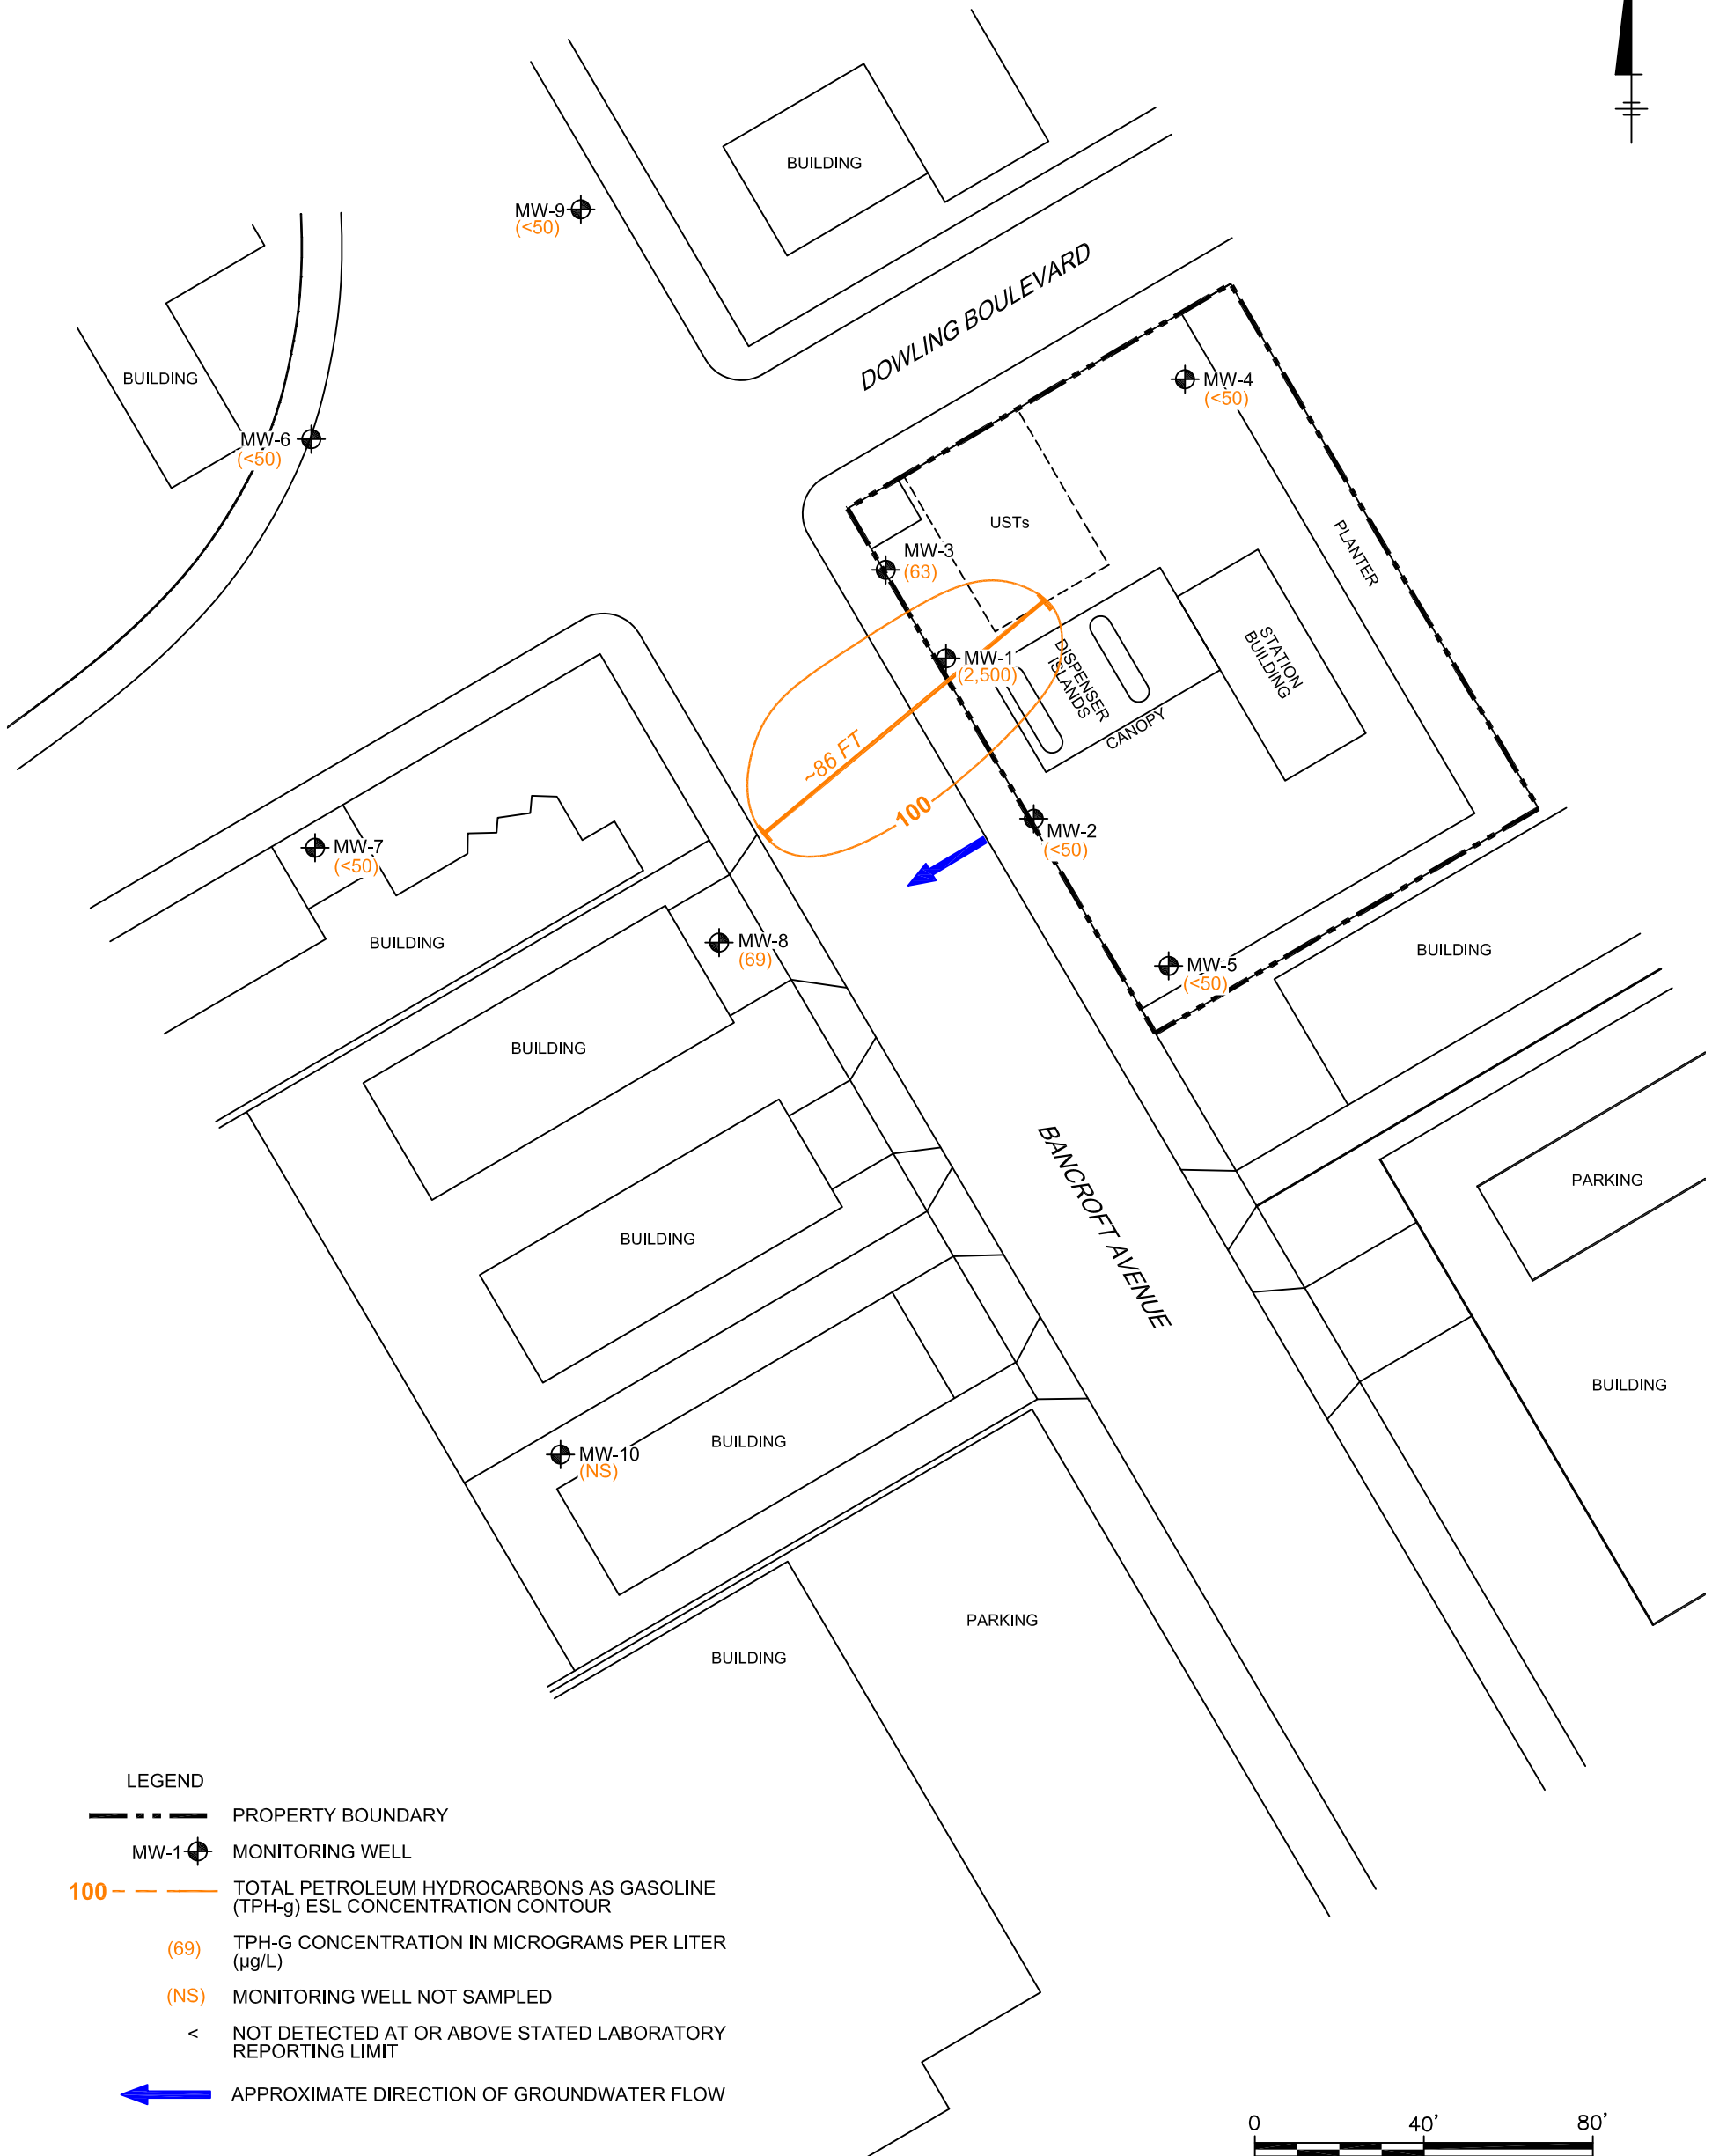 BUILDING
MW-9
(<50)
DOWLING BOULEVARD
BUILDING
MW-4
(<50)
MW-6
(<50)
USTs
PLANTER
MW-3
(63)
MW-1
(2,500)
DISPENSER
ISLANDS
STATION
BUILDING
CANOPY
~86 FT
100
MW-2
(<50)
MW-7
(<50)
BUILDING
MW-8
(69)
MW-5
(<50)
BUILDING
BUILDING
BANCROFT AVENUE
PARKING
BUILDING
BUILDING
MW-10
(NS)
BUILDING
PARKING
BUILDING
LEGEND
PROPERTY BOUNDARY
MW-1 MONITORING WELL
100 TOTAL PETROLEUM HYDROCARBONS AS GASOLINE
(TPH-g) ESL CONCENTRATION CONTOUR
(69) TPH-G CONCENTRATION IN MICROGRAMS PER LITER
(µg/L)
(NS) MONITORING WELL NOT SAMPLED
< NOT DETECTED AT OR ABOVE STATED LABORATORY
REPORTING LIMIT
APPROXIMATE DIRECTION OF GROUNDWATER FLOW
0 40' 80'